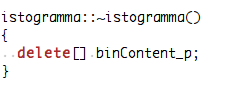 istogramma::~istogramma()
{
  delete[] binContent_p;
}